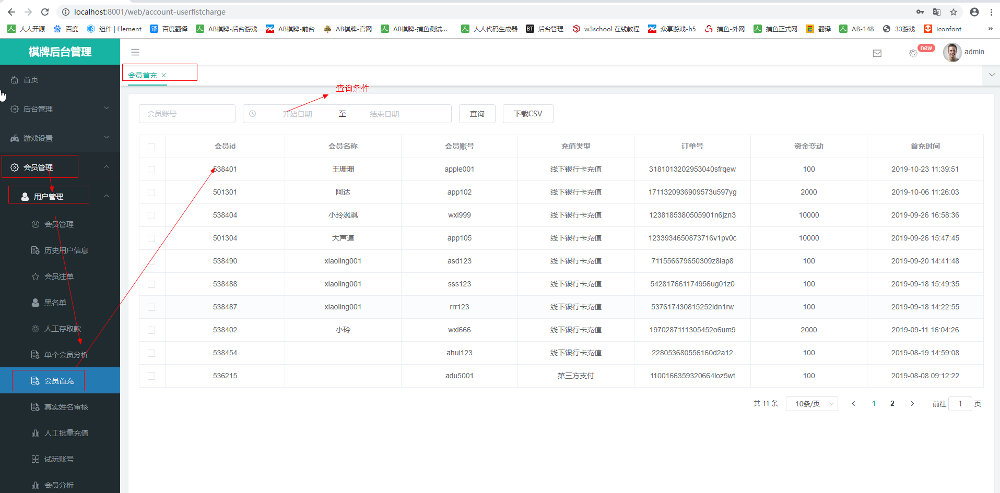 localhost:8001/web/account-userfistcharge
人人开源 百度 组件 | Element 译 百度翻译 AB棋牌-后台游戏 AB棋牌-前台 AB棋牌-官网 AB棋牌-捕鱼测试... 人人代码生成器 BT 后台管理 w3school 在线教程 众享游戏-h5 捕鱼-外网 捕鱼正式网 E 翻译 AB-148 33游戏 Iconfont »
棋牌后台管理
new admin
首页
后台管理
游戏设置
会员管理
用户管理
会员管理
历史用户信息
会员注单
黑名单
人工存取款
单个会员分析
会员首充
真实姓名审核
人工批量充值
试玩账号
会员分析
会员首充 ×
查询条件
会员账号 开始日期 至 结束日期 查询 下载CSV
会员id 会员名称 会员账号 充值类型 订单号 资金变动 首充时间
538401 王珊珊 apple001 线下银行卡充值 3181013202953040sfrqew 100 2019-10-23 11:39:51
501301 阿达 app102 线下银行卡充值 1711320936909573u597yg 2000 2019-10-06 11:26:03
538404 小玲飒飒 wxl999 线下银行卡充值 1238185380505901n6jzn3 10000 2019-09-26 16:58:36
501304 大声道 app105 线下银行卡充值 1233934650873716v1pv0c 10000 2019-09-26 15:47:45
538490 xiaoling001 asd123 线下银行卡充值 711556679650309z8iap8 100 2019-09-20 14:41:48
538488 xiaoling001 sss123 线下银行卡充值 542817661174956ug01z0 100 2019-09-18 15:49:35
538487 xiaoling001 rrr123 线下银行卡充值 537617430815252ldn1rw 100 2019-09-18 14:22:55
538402 小玲 wxl666 线下银行卡充值 1970287111305452o6um9 2000 2019-09-11 16:04:26
538454 ahui123 线下银行卡充值 228053680556160d2a12 100 2019-08-19 14:59:08
536215 adu5001 第三方支付 1100166359320664loz5wt 100 2019-08-08 09:12:22
共 11 条 10条/页 1 2 前往 1 页